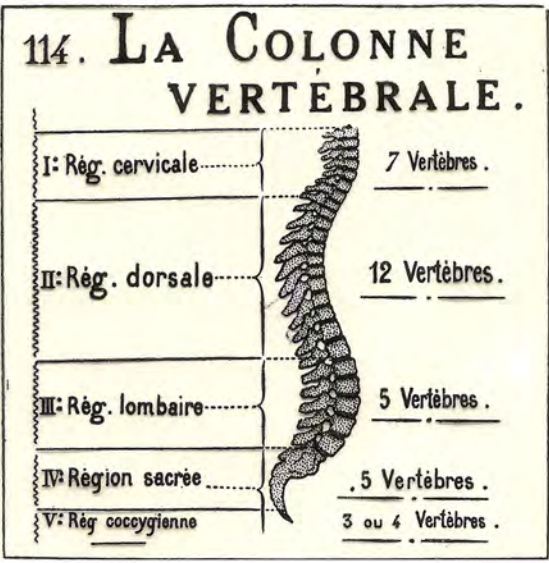 114. LA COLONNE
VERTÉBRALE.
I: Rég. cervicale
7 Vertèbres.
II: Rég. dorsale
12 Vertèbres.
III: Rég. lombaire
5 Vertèbres.
IV: Région sacrée
5 Vertèbres.
V: Rég coccygienne
3 ou 4 Vertèbres.